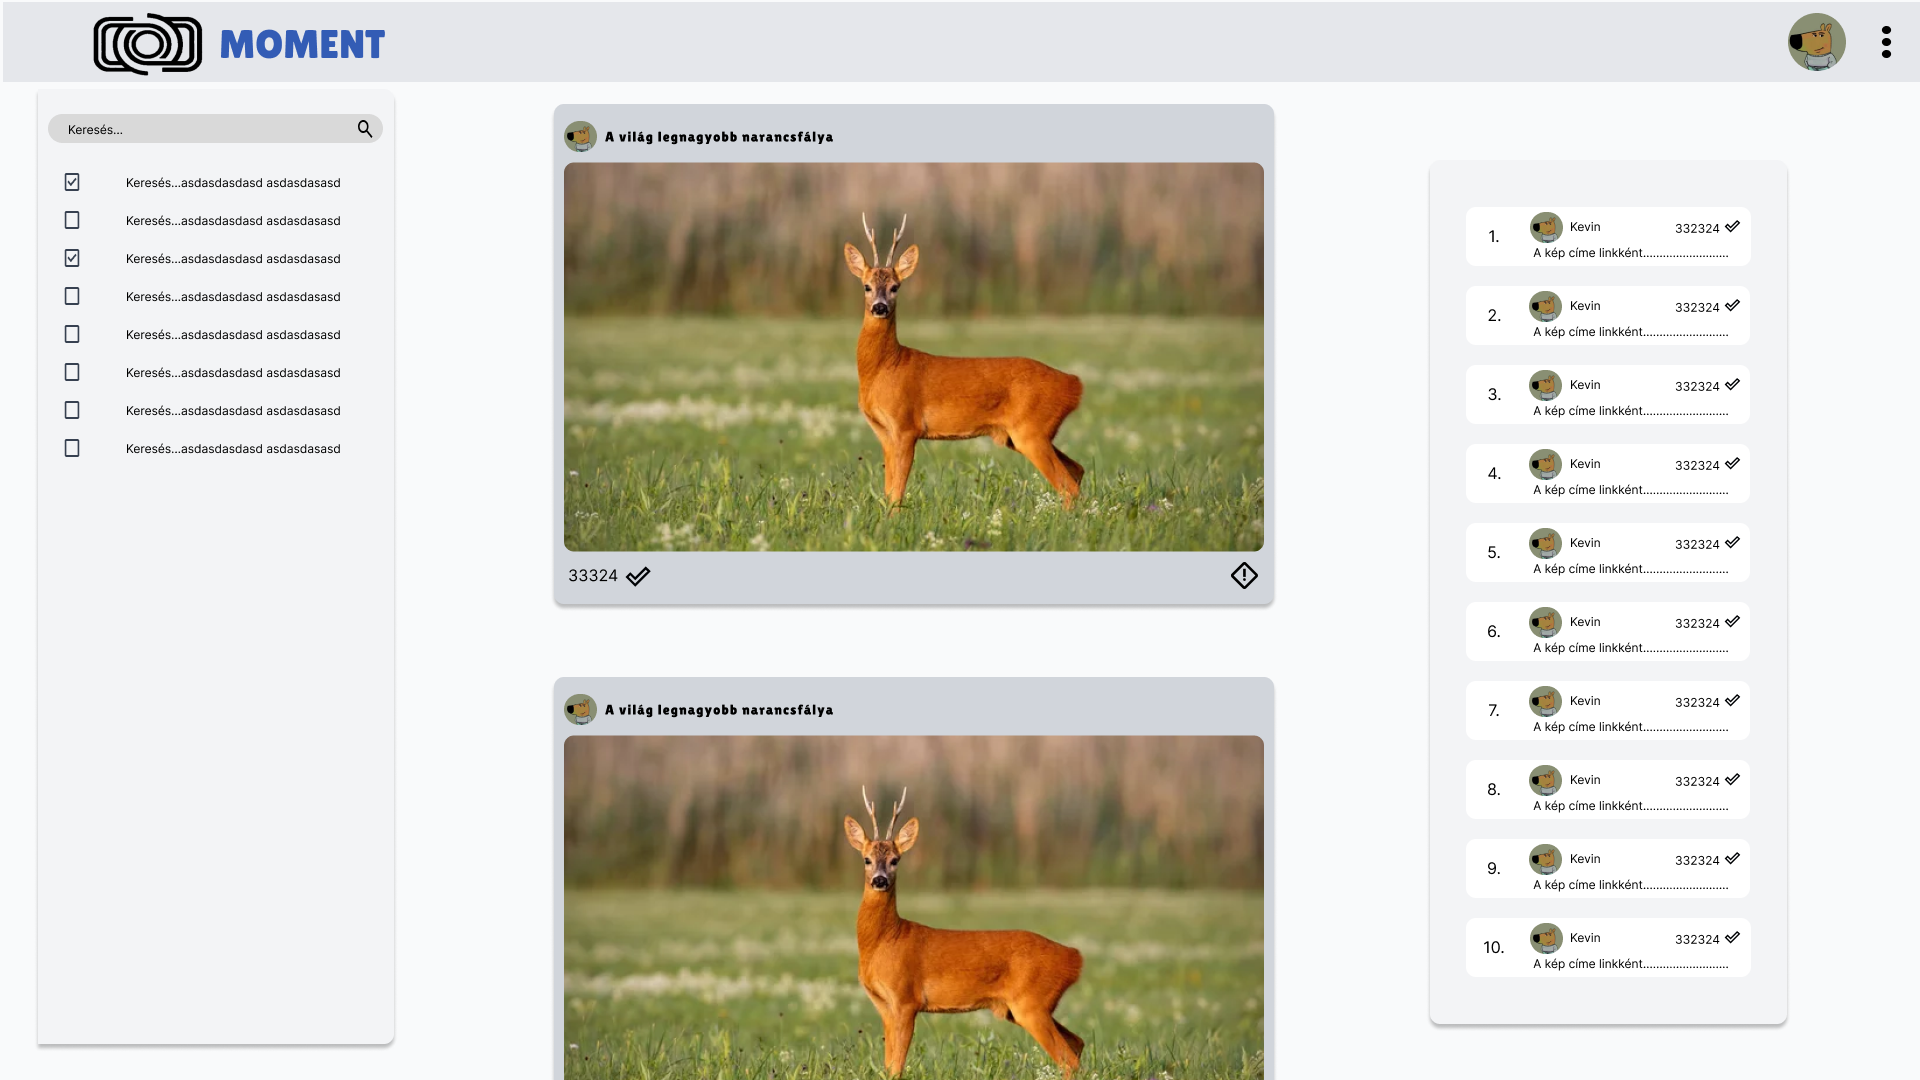 MOMENT
Keresés...
Keresés...asdasdasdasd asdasdasasd
Keresés...asdasdasdasd asdasdasasd
Keresés...asdasdasdasd asdasdasasd
Keresés...asdasdasdasd asdasdasasd
Keresés...asdasdasdasd asdasdasasd
Keresés...asdasdasdasd asdasdasasd
Keresés...asdasdasdasd asdasdasasd
Keresés...asdasdasdasd asdasdasasd
A világ legnagyobb narancsfálya
33324
A világ legnagyobb narancsfálya
1. Kevin 332324
A kép címe linkként..........................
2. Kevin 332324
A kép címe linkként..........................
3. Kevin 332324
A kép címe linkként..........................
4. Kevin 332324
A kép címe linkként..........................
5. Kevin 332324
A kép címe linkként..........................
6. Kevin 332324
A kép címe linkként..........................
7. Kevin 332324
A kép címe linkként..........................
8. Kevin 332324
A kép címe linkként..........................
9. Kevin 332324
A kép címe linkként..........................
10. Kevin 332324
A kép címe linkként..........................